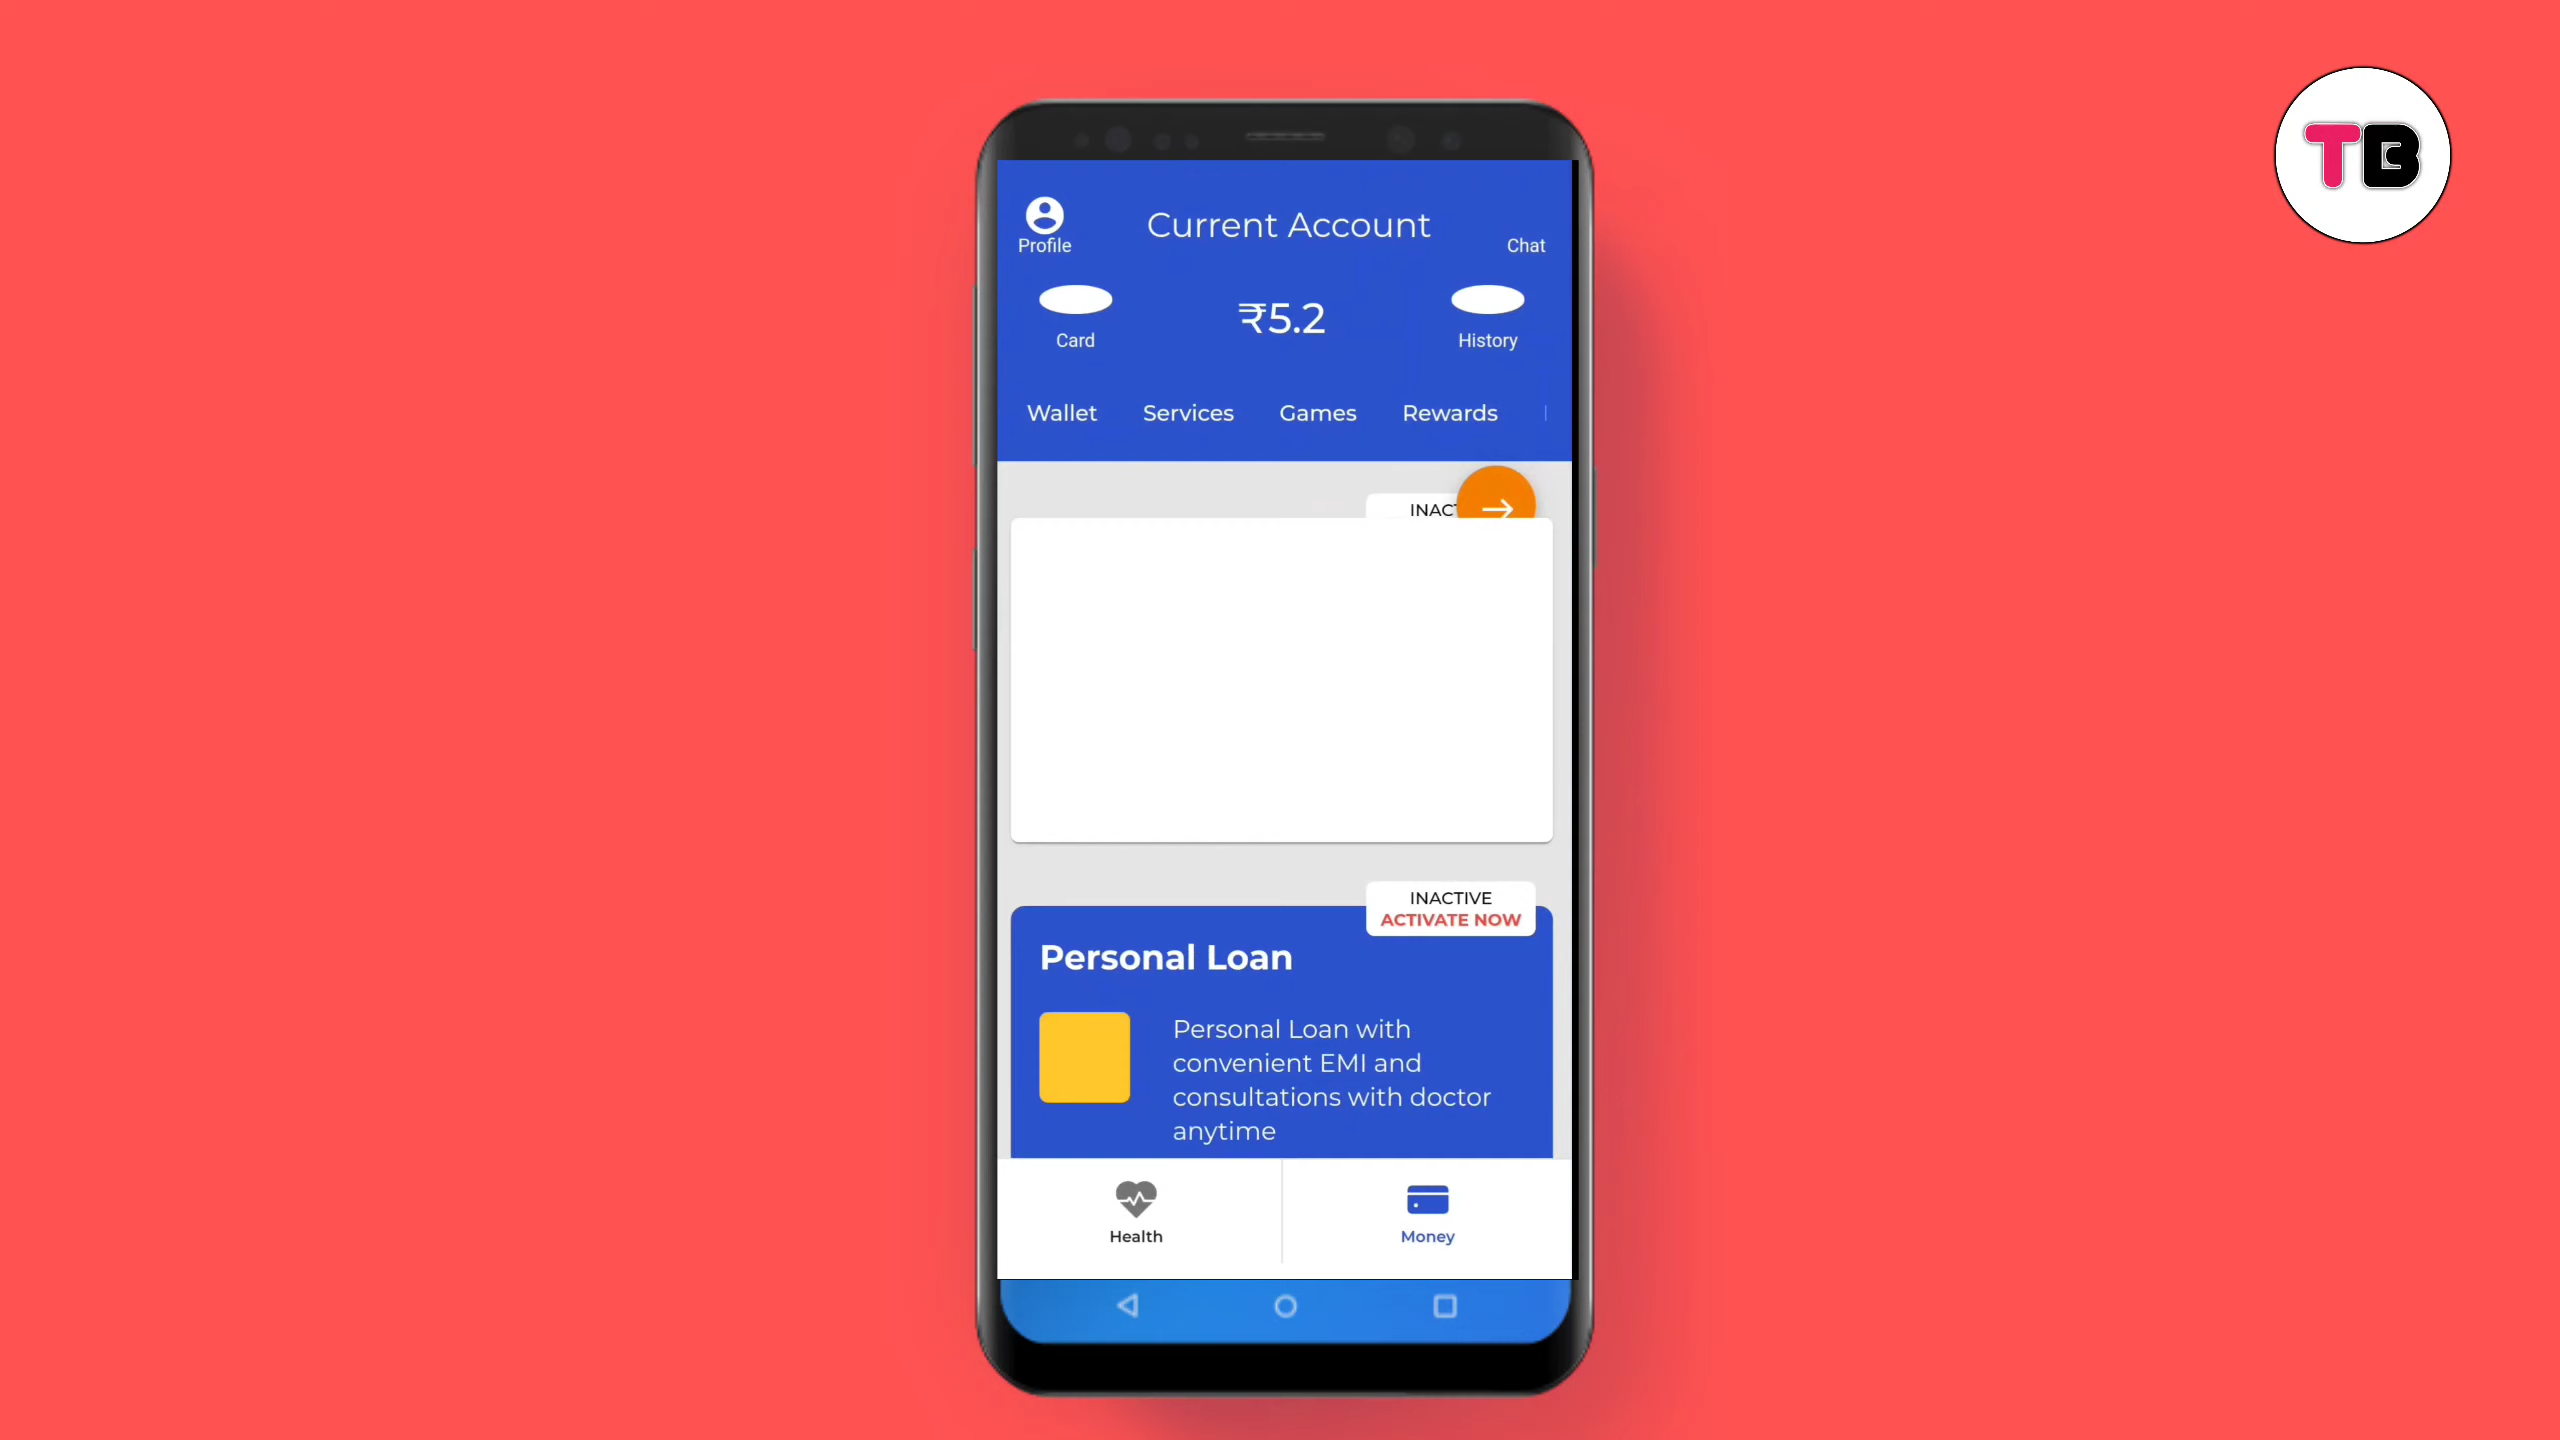 TB
Profile
Current Account
Chat
Card
₹5.2
History
Wallet Services Games Rewards
INACT
INACTIVE
ACTIVATE NOW
Personal Loan
Personal Loan with
convenient EMI and
consultations with doctor
anytime
Health
Money